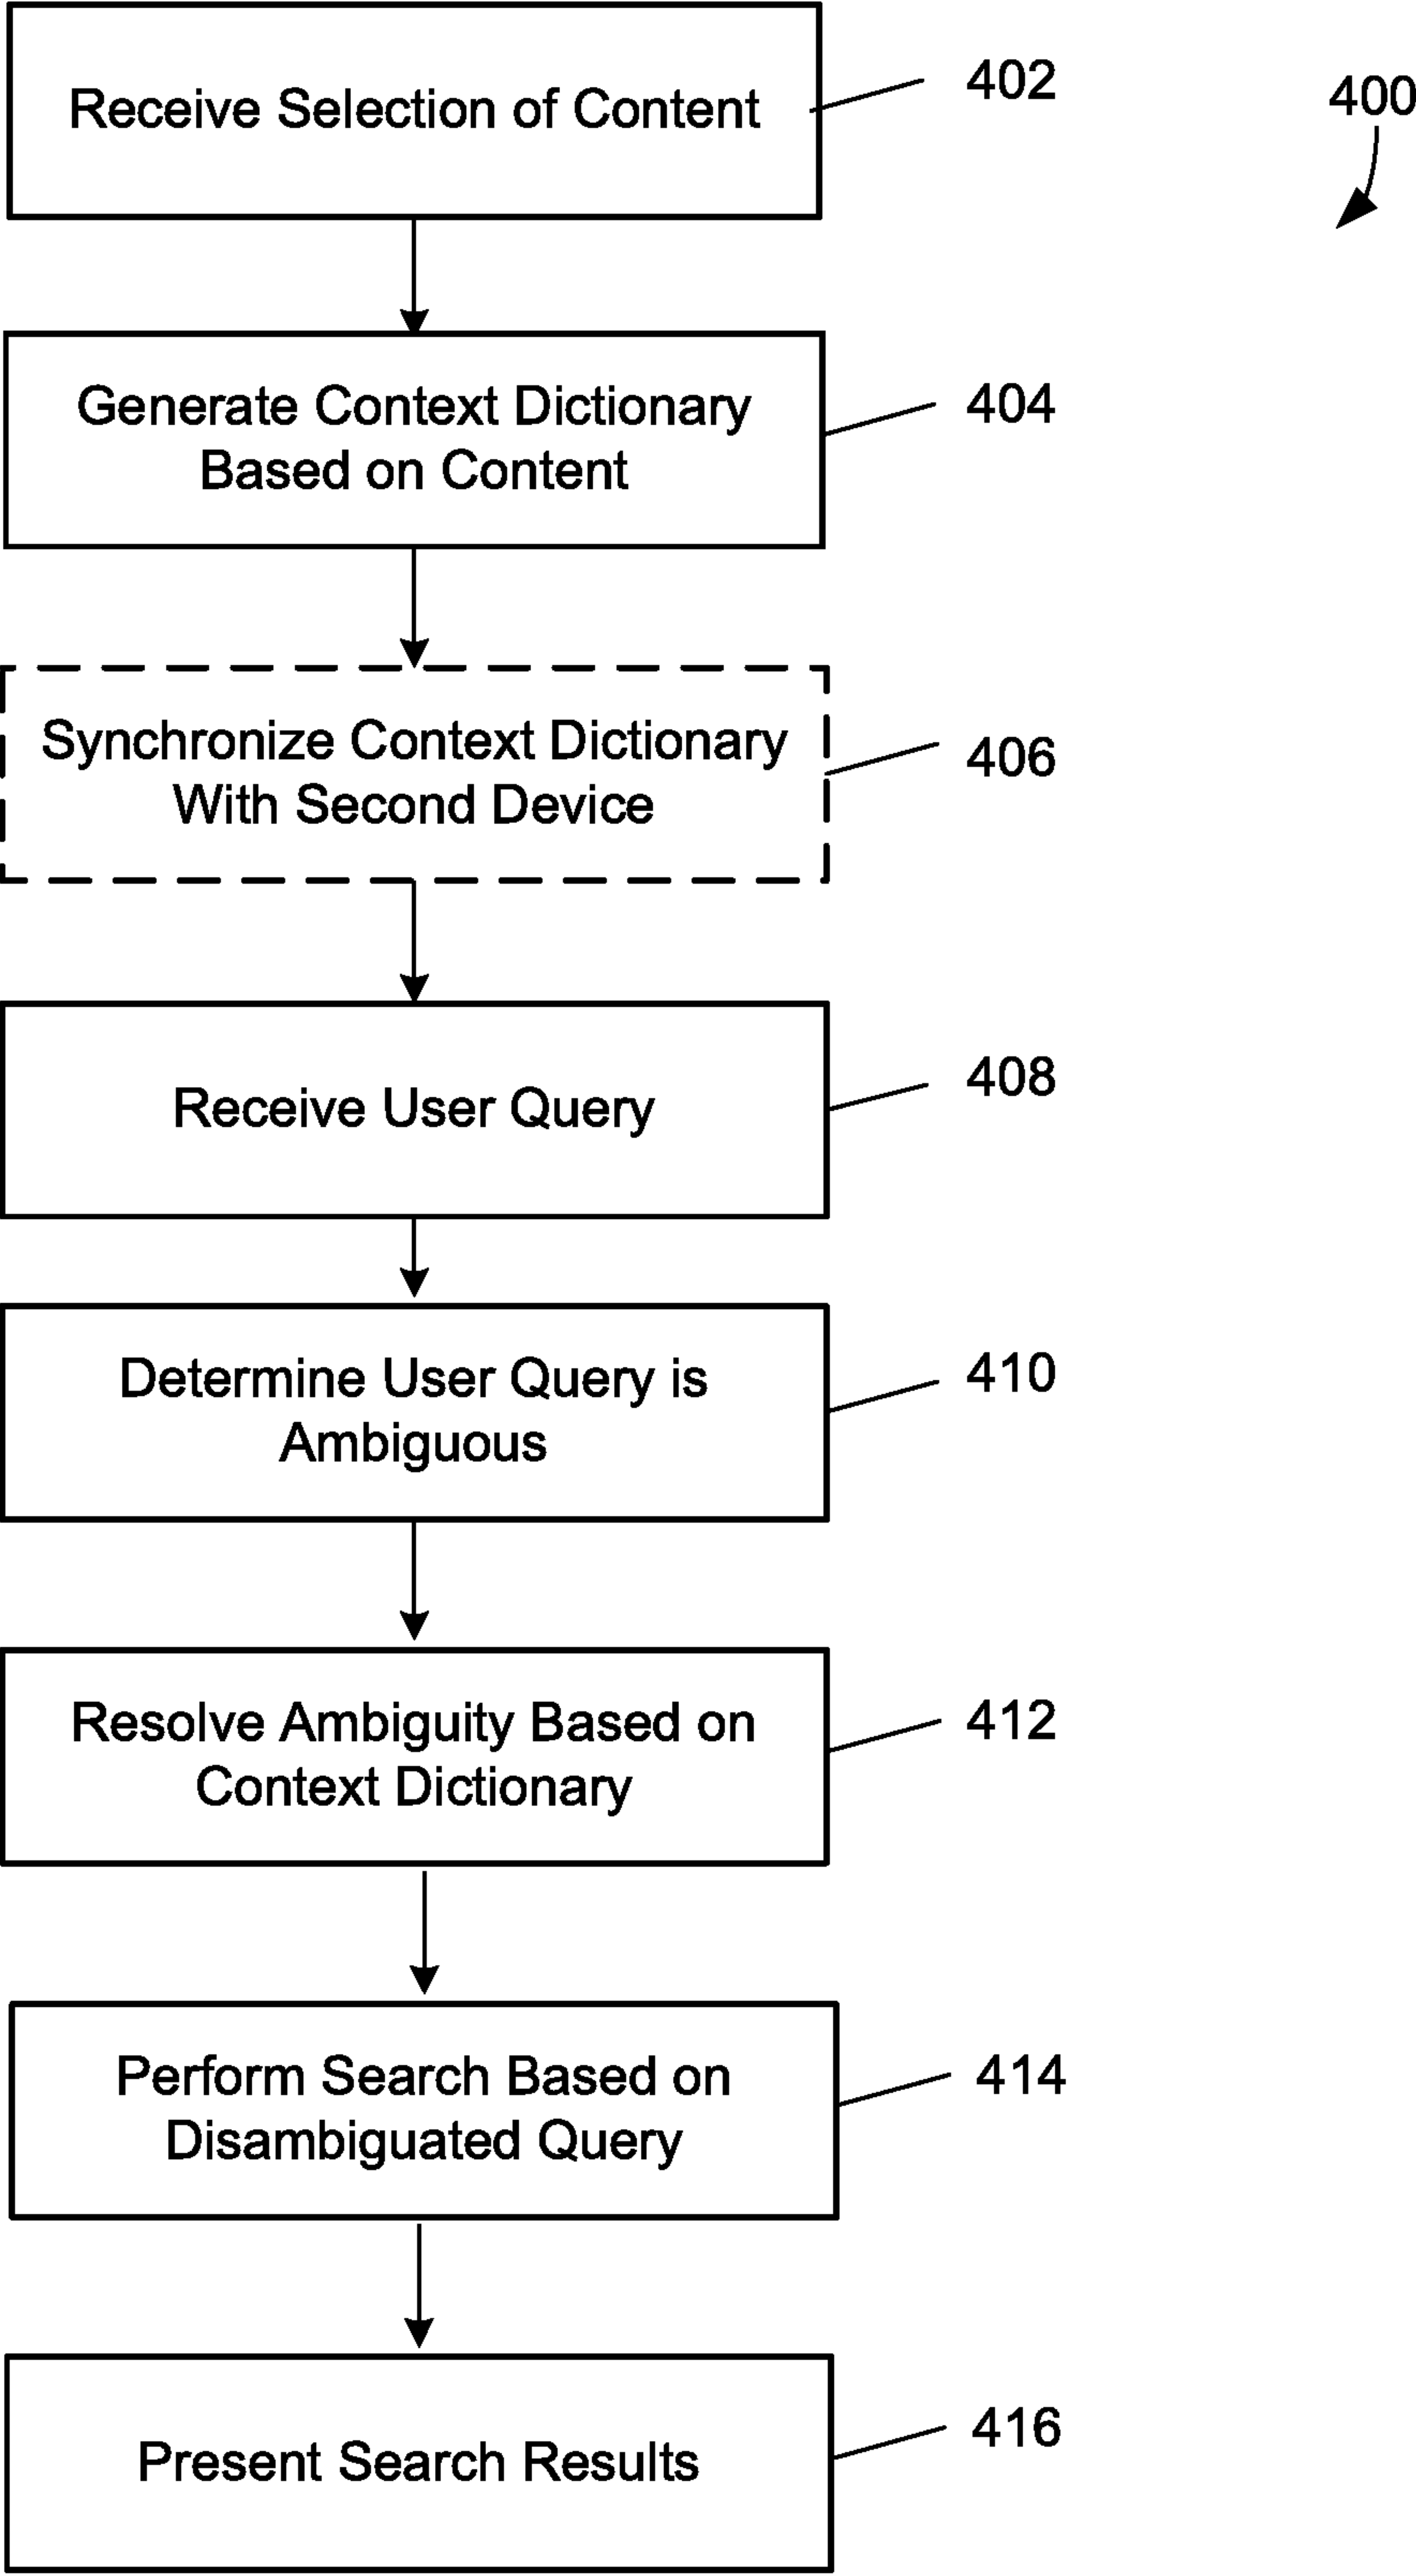 Receive Selection of Content
402
400
Generate Context Dictionary
Based on Content
404
Synchronize Context Dictionary
With Second Device
406
Receive User Query
408
Determine User Query is
Ambiguous
410
Resolve Ambiguity Based on
Context Dictionary
412
Perform Search Based on
Disambiguated Query
414
Present Search Results
416